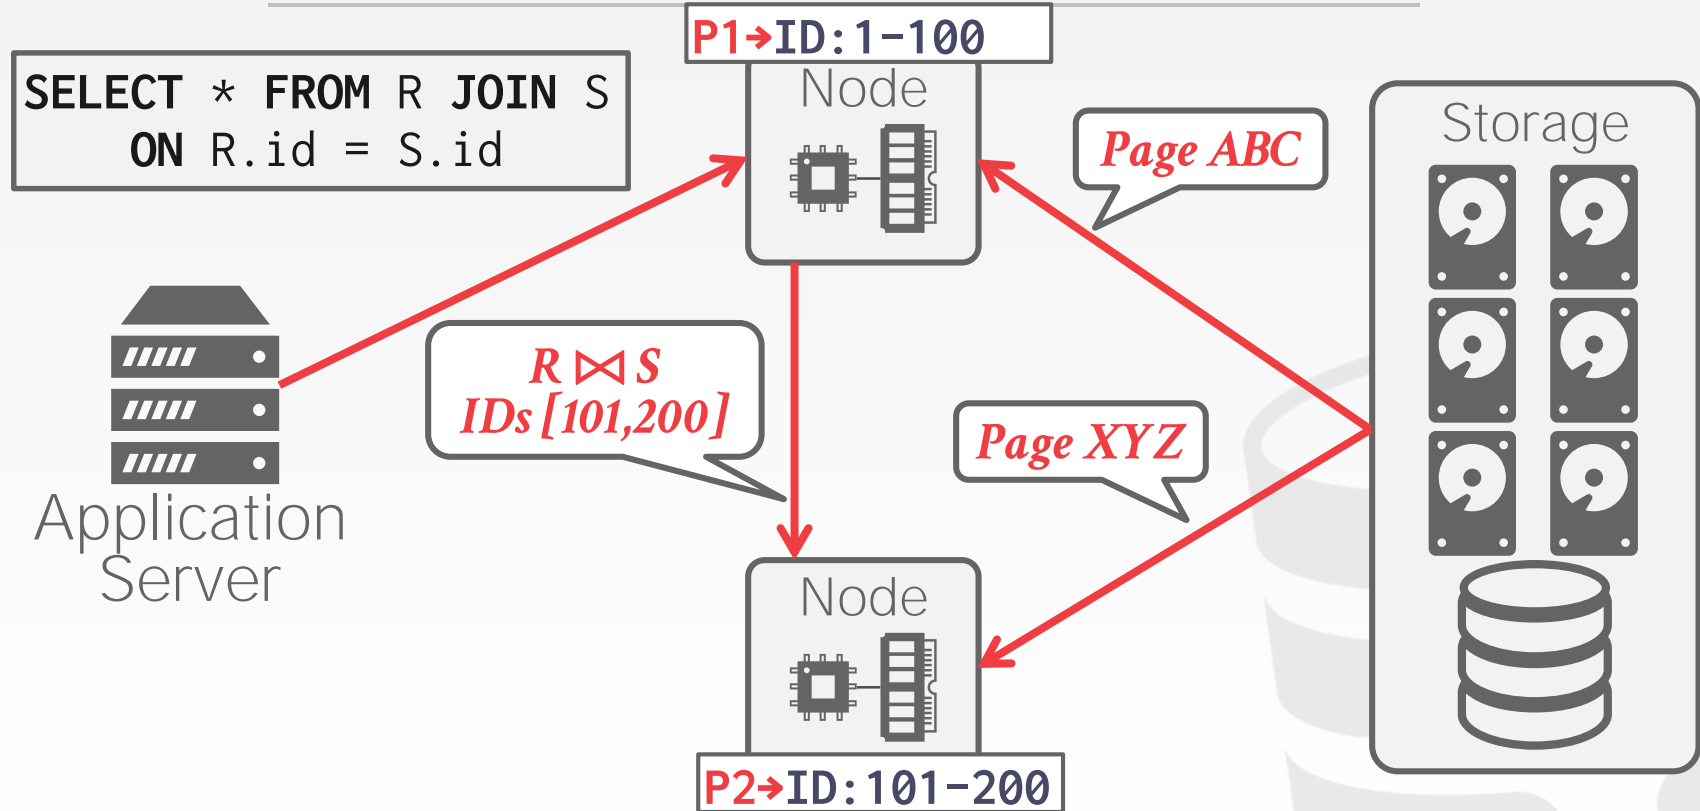 P1→ID:1-100
SELECT * FROM R JOIN S
ON R.id = S.id
Node
Page ABC
Storage
R ⋈ S
IDs [101,200]
Page XYZ
Application
Server
Node
P2→ID:101-200